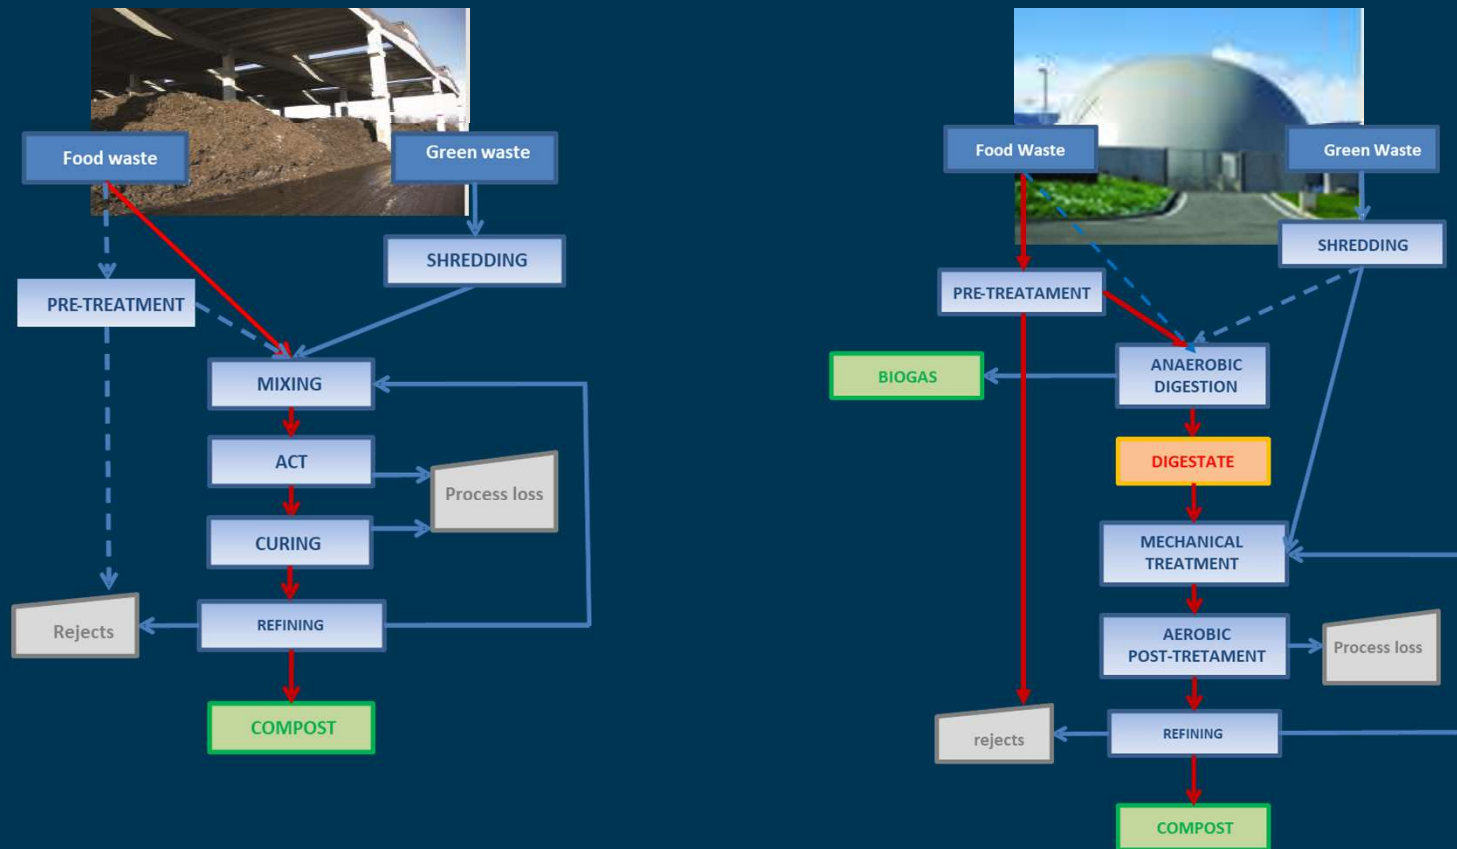 Food waste
Green waste
SHREDDING
PRE-TREATMENT
MIXING
ACT
Process loss
CURING
Rejects
REFINING
COMPOST
Food Waste
Green Waste
SHREDDING
PRE-TREATAMENT
BIOGAS
ANAEROBIC
DIGESTION
DIGESTATE
MECHANICAL
TREATMENT
AEROBIC
POST-TRETAMENT
Process loss
rejects
REFINING
COMPOST